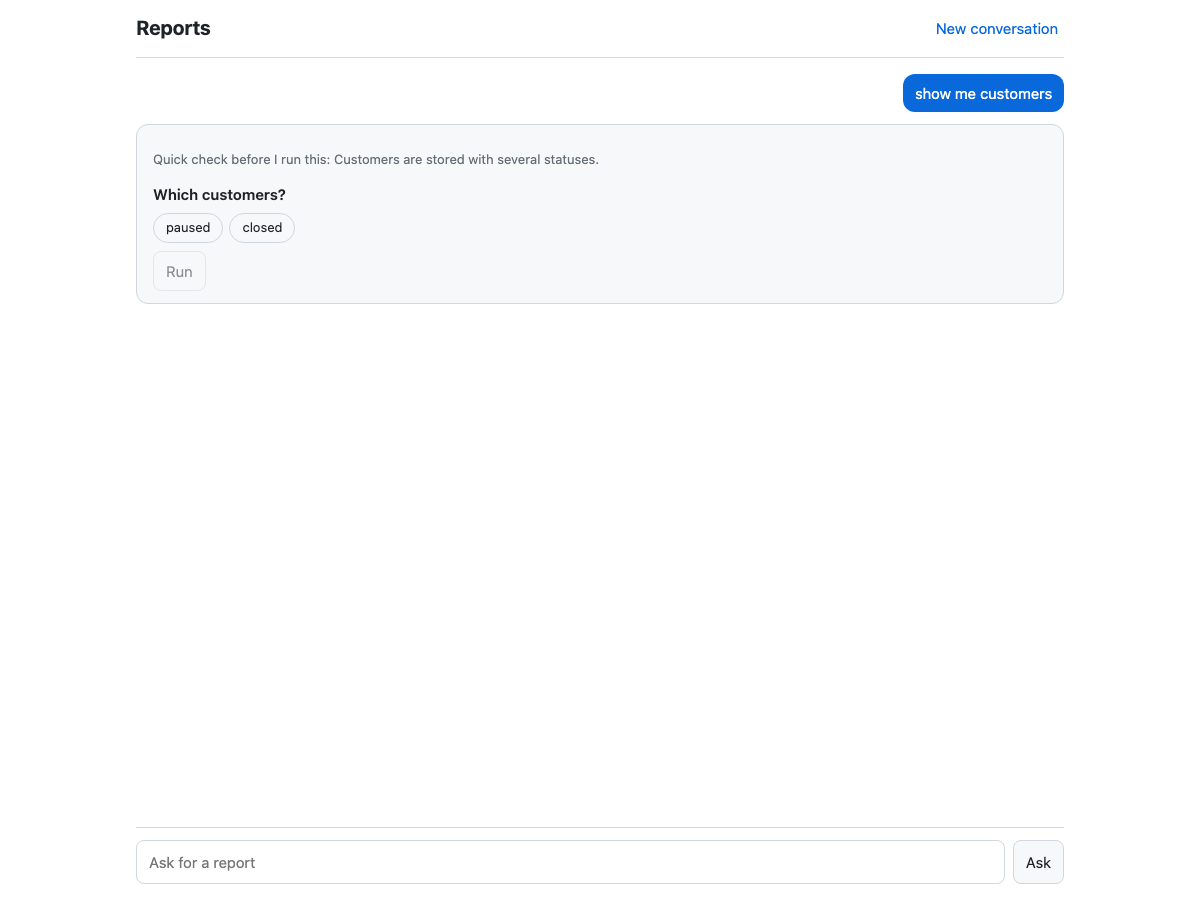 Reports
New conversation
show me customers
Quick check before I run this: Customers are stored with several statuses.
Which customers?
paused
closed
Run
Ask for a report
Ask